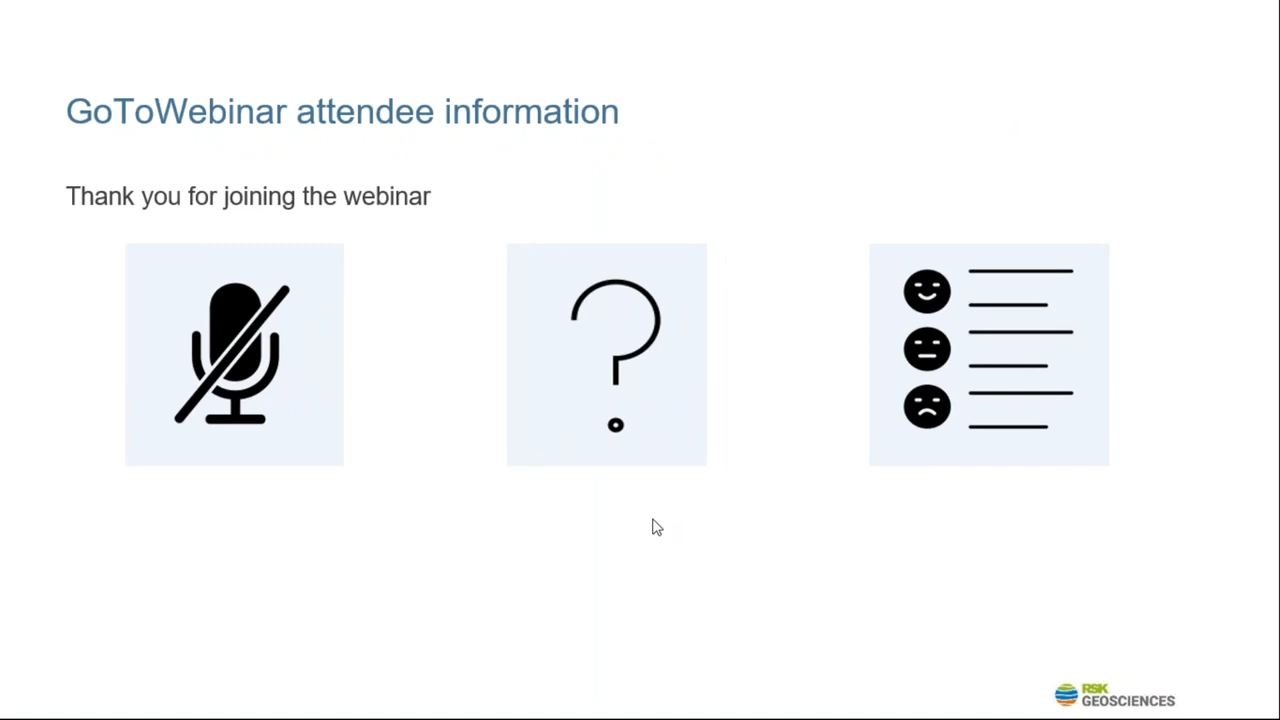 GoToWebinar attendee information
Thank you for joining the webinar
RSK
GEOSCIENCES